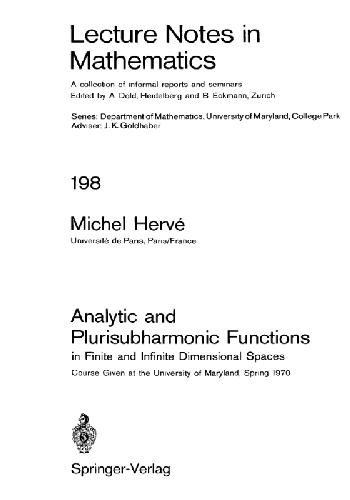 Lecture Notes in
Mathematics
A collection of informal reports and seminars
Edited by A. Dold, Heidelberg and B. Eckmann, Zürich
Series: Department of Mathematics, University of Maryland, College Park
Adviser: J. K. Goldhaber
198
Michel Hervé
Université de Paris, Paris/France
Analytic and
Plurisubharmonic Functions
in Finite and Infinite Dimensional Spaces
Course Given at the University of Maryland, Spring 1970
Springer-Verlag